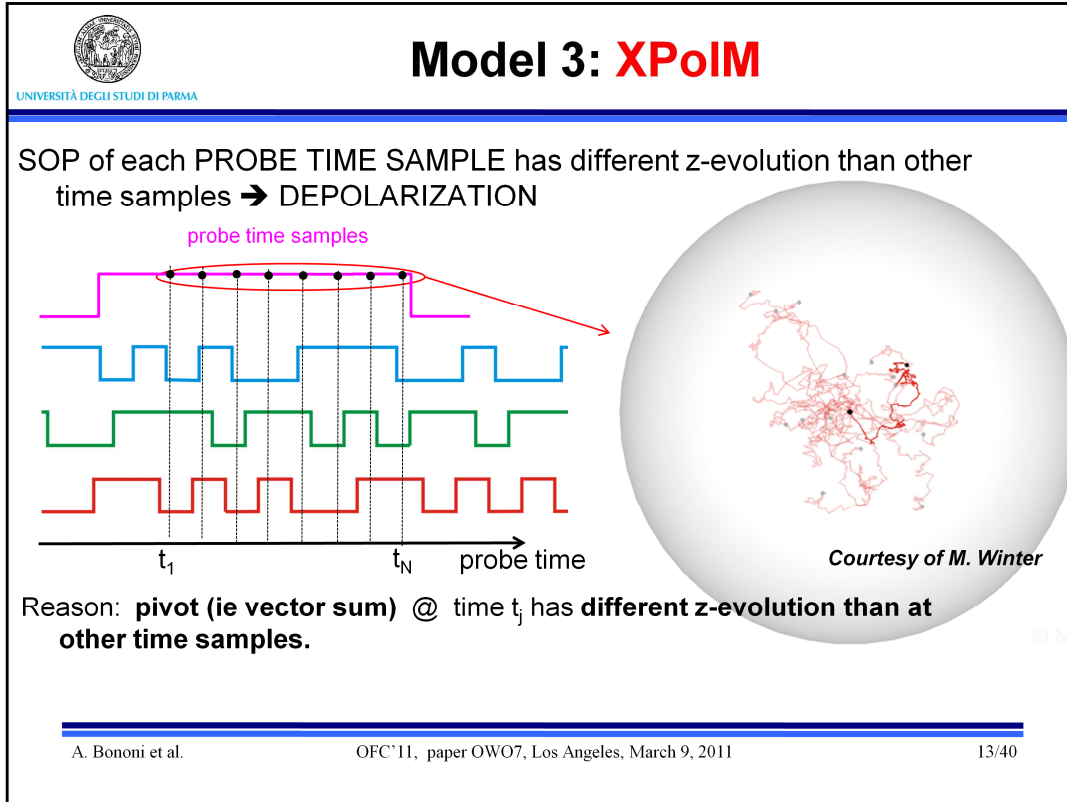 Model 3: XPolM
UNIVERSITÀ DEGLI STUDI DI PARMA
SOP of each PROBE TIME SAMPLE has different z-evolution than other
time samples ➔ DEPOLARIZATION
probe time samples
t1 tN probe time
Courtesy of M. Winter
Reason: pivot (ie vector sum) @ time tj has different z-evolution than at
other time samples.
© M
A. Bononi et al. OFC'11, paper OWO7, Los Angeles, March 9, 2011 13/40